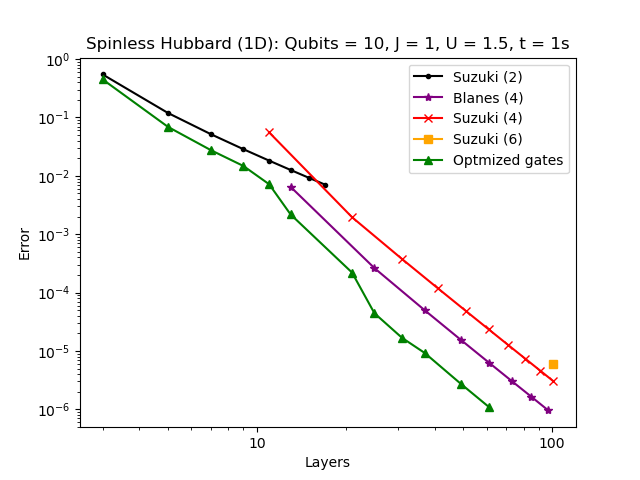 Spinless Hubbard (1D): Qubits = 10, J = 1, U = 1.5, t = 1s
Suzuki (2)
Blanes (4)
Suzuki (4)
Suzuki (6)
Optmized gates
Error
10⁰
10⁻¹
10⁻²
10⁻³
10⁻⁴
10⁻⁵
10⁻⁶
10
100
Layers